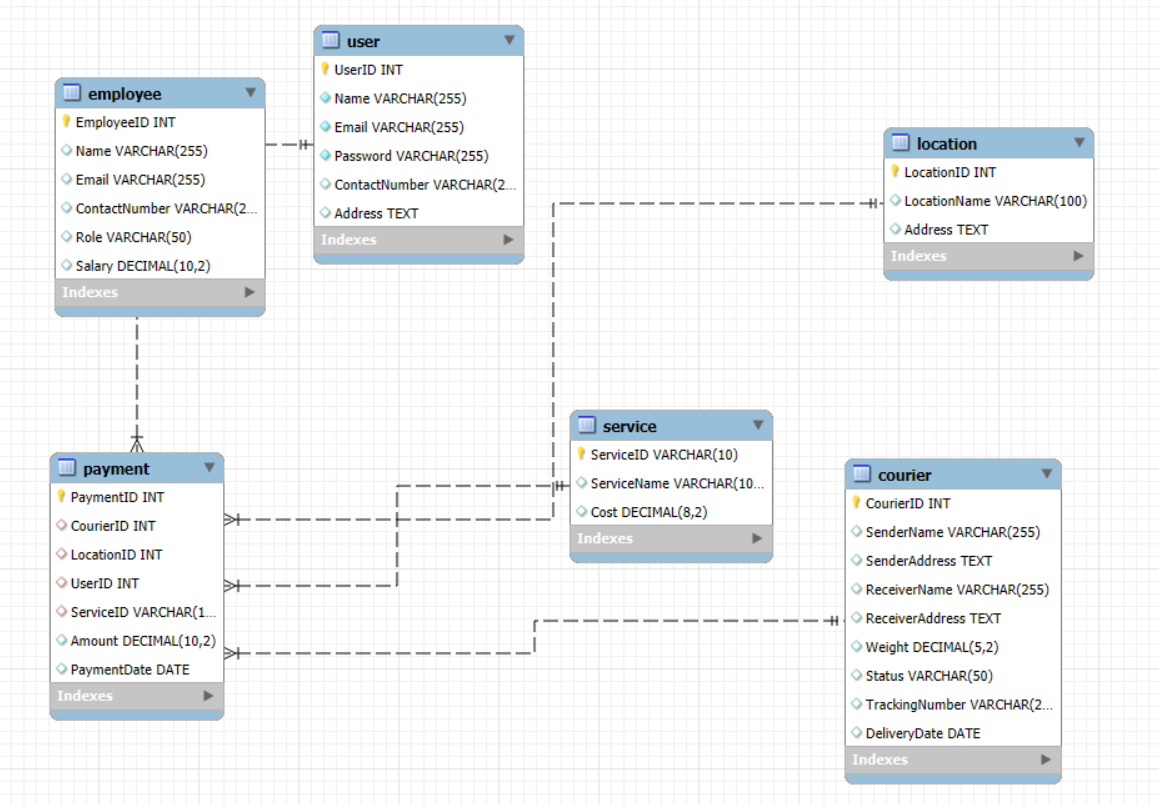 user
UserID INT
Name VARCHAR(255)
Email VARCHAR(255)
Password VARCHAR(255)
ContactNumber VARCHAR(2...
Address TEXT
Indexes
employee
EmployeeID INT
Name VARCHAR(255)
Email VARCHAR(255)
ContactNumber VARCHAR(2...
Role VARCHAR(50)
Salary DECIMAL(10,2)
Indexes
location
LocationID INT
LocationName VARCHAR(100)
Address TEXT
Indexes
service
ServiceID VARCHAR(10)
ServiceName VARCHAR(10...
Cost DECIMAL(8,2)
Indexes
payment
PaymentID INT
CourierID INT
LocationID INT
UserID INT
ServiceID VARCHAR(1...
Amount DECIMAL(10,2)
PaymentDate DATE
Indexes
courier
CourierID INT
SenderName VARCHAR(255)
SenderAddress TEXT
ReceiverName VARCHAR(255)
ReceiverAddress TEXT
Weight DECIMAL(5,2)
Status VARCHAR(50)
TrackingNumber VARCHAR(2...
DeliveryDate DATE
Indexes